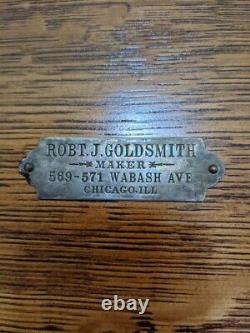 ROBT. J. GOLDSMITH
MAKER
569-571 WABASH AVE
CHICAGO. ILL
ebay